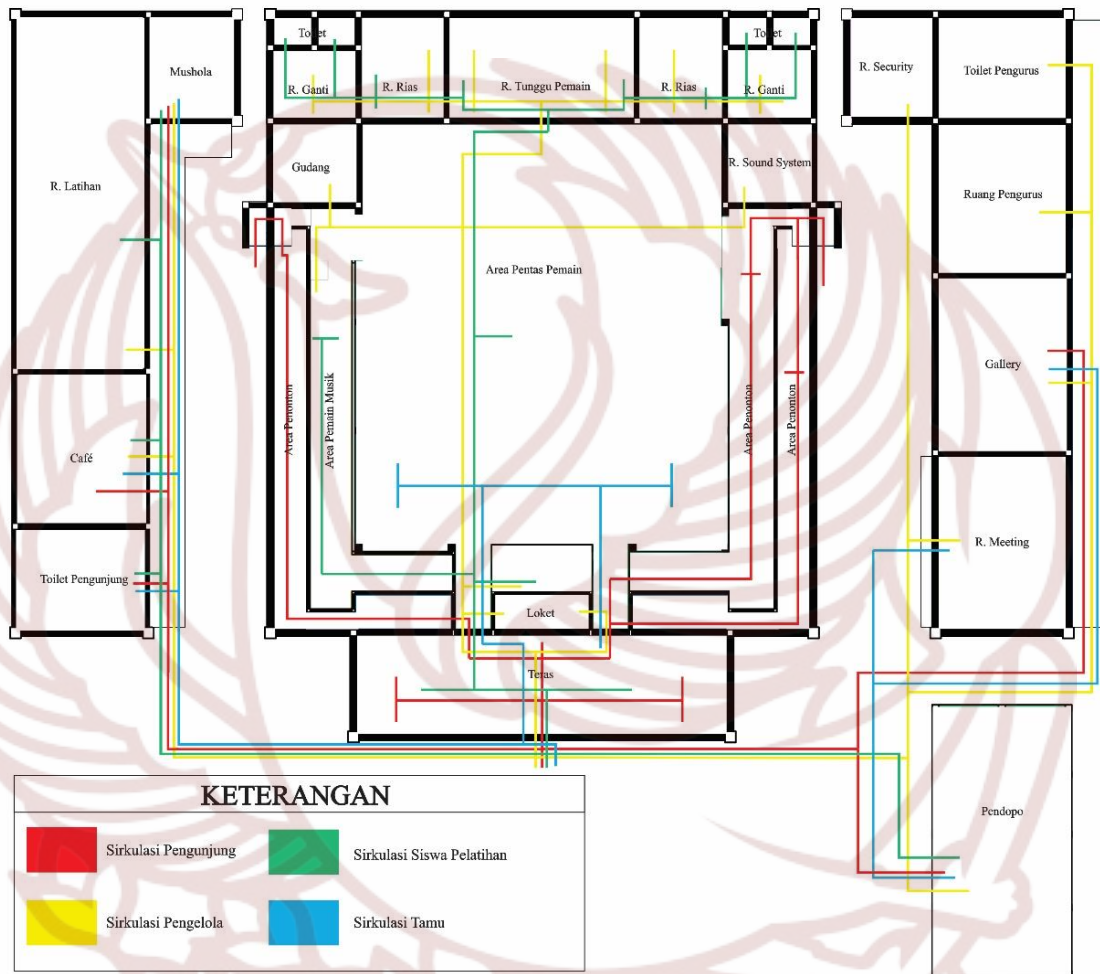 Toilet
Toilet
Mushola
R. Security
Toilet Pengurus
R. Ganti
R. Rias
R. Tunggu Pemain
R. Rias
R. Ganti
Gudang
R. Sound System
R. Latihan
Ruang Pengurus
Area Pentas Pemain
Gallery
Area Penonton
Area Pemain Musik
Area Penonton
Area Penonton
Café
R. Meeting
Toilet Pengunjung
Loket
Teras
Pendopo
KETERANGAN
Sirkulasi Pengunjung
Sirkulasi Siswa Pelatihan
Sirkulasi Pengelola
Sirkulasi Tamu